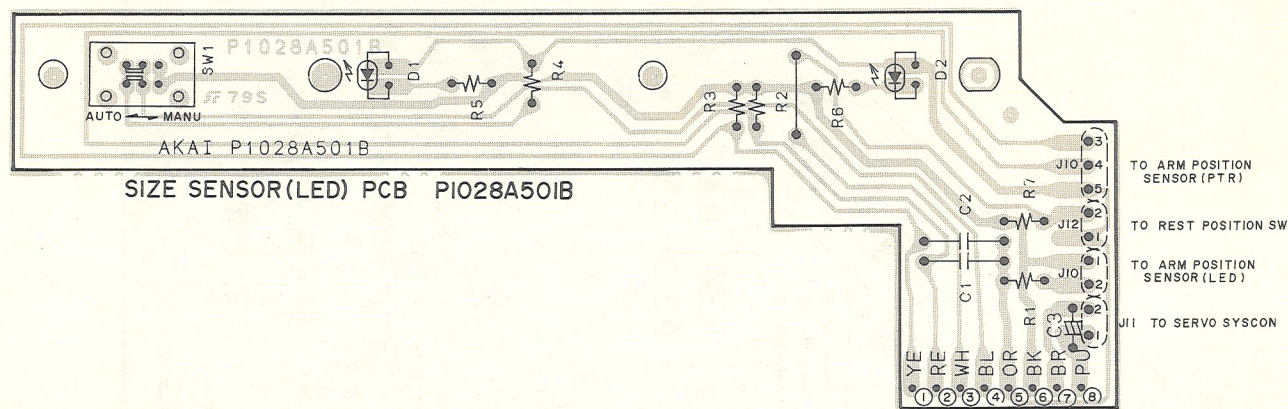 P1028A501B
SW1
79S
AUTO MANU
AKAI P1028A501B
D1
R5
R4
R3
R2
R6
D2
SIZE SENSOR(LED) PCB P1028A501B
3
J10 4
5
TO ARM POSITION
SENSOR(PTR)
R7
2
J12
1
TO REST POSITION SW
C2
1
J10
2
TO ARM POSITION
SENSOR(LED)
C1
R1
C3
2
J11 TO SERVO SYSCON
1
YE RE WH BL OR BK BR PU
① ② ③ ④ ⑤ ⑥ ⑦ ⑧